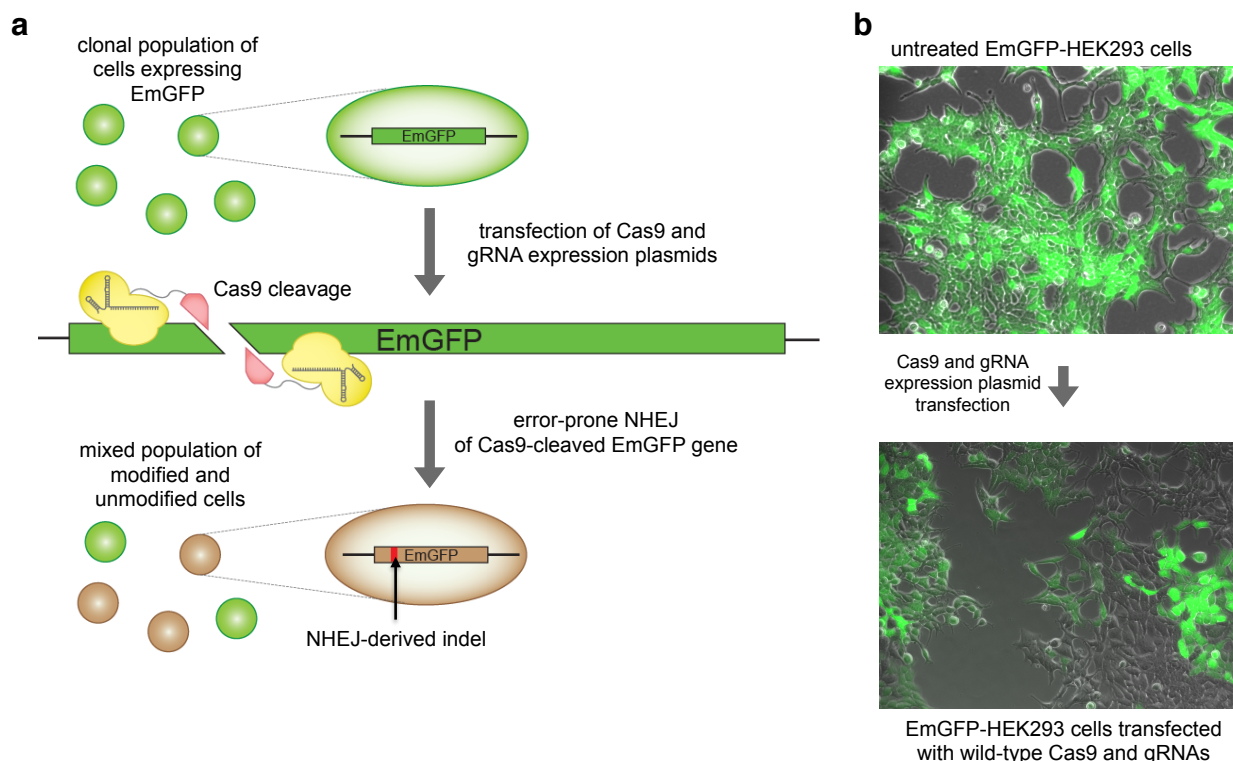 a
clonal population of
cells expressing
EmGFP
EmGFP
transfection of Cas9 and
gRNA expression plasmids
Cas9 cleavage
EmGFP
error-prone NHEJ
of Cas9-cleaved EmGFP gene
mixed population of
modified and
unmodified cells
EmGFP
NHEJ-derived indel
b
untreated EmGFP-HEK293 cells
Cas9 and gRNA
expression plasmid
transfection
EmGFP-HEK293 cells transfected
with wild-type Cas9 and gRNAs